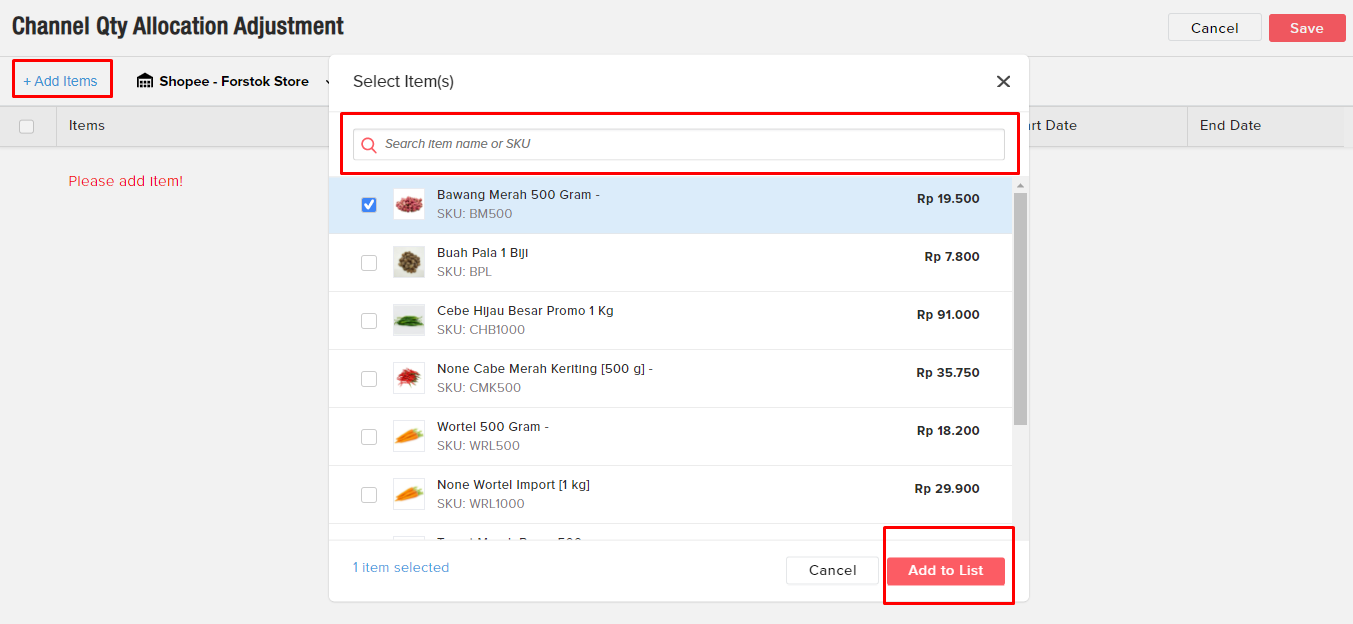 Channel Qty Allocation Adjustment
Cancel
Save
+ Add Items
Shopee - Forstok Store
Select Item(s)
Items
Date
End Date
Search item name or SKU
Please add item!
Bawang Merah 500 Gram -
Rp 19.500
SKU: BM500
Buah Pala 1 Biji
Rp 7.800
SKU: BPL
Cebe Hijau Besar Promo 1 Kg
Rp 91.000
SKU: CHB1000
None Cabe Merah Keriting [500 g] -
Rp 35.750
SKU: CMK500
Wortel 500 Gram -
Rp 18.200
SKU: WRL500
None Wortel Import [1 kg]
Rp 29.900
SKU: WRL1000
1 item selected
Cancel
Add to List